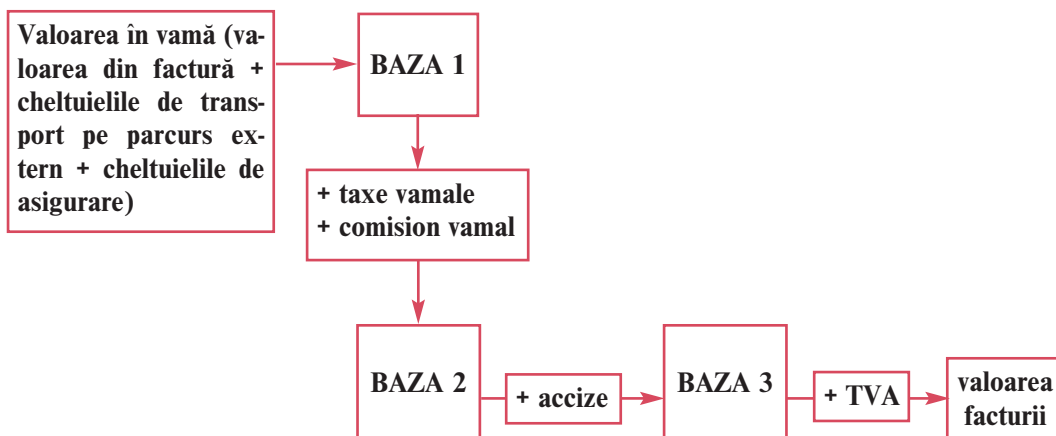 Valoarea în vamă (va-
loarea din factură +
cheltuielile de trans-
port pe parcurs ex-
tern + cheltuielile de
asigurare)
BAZA 1
+ taxe vamale
+ comision vamal
BAZA 2
+ accize
BAZA 3
+ TVA
valoarea
facturii